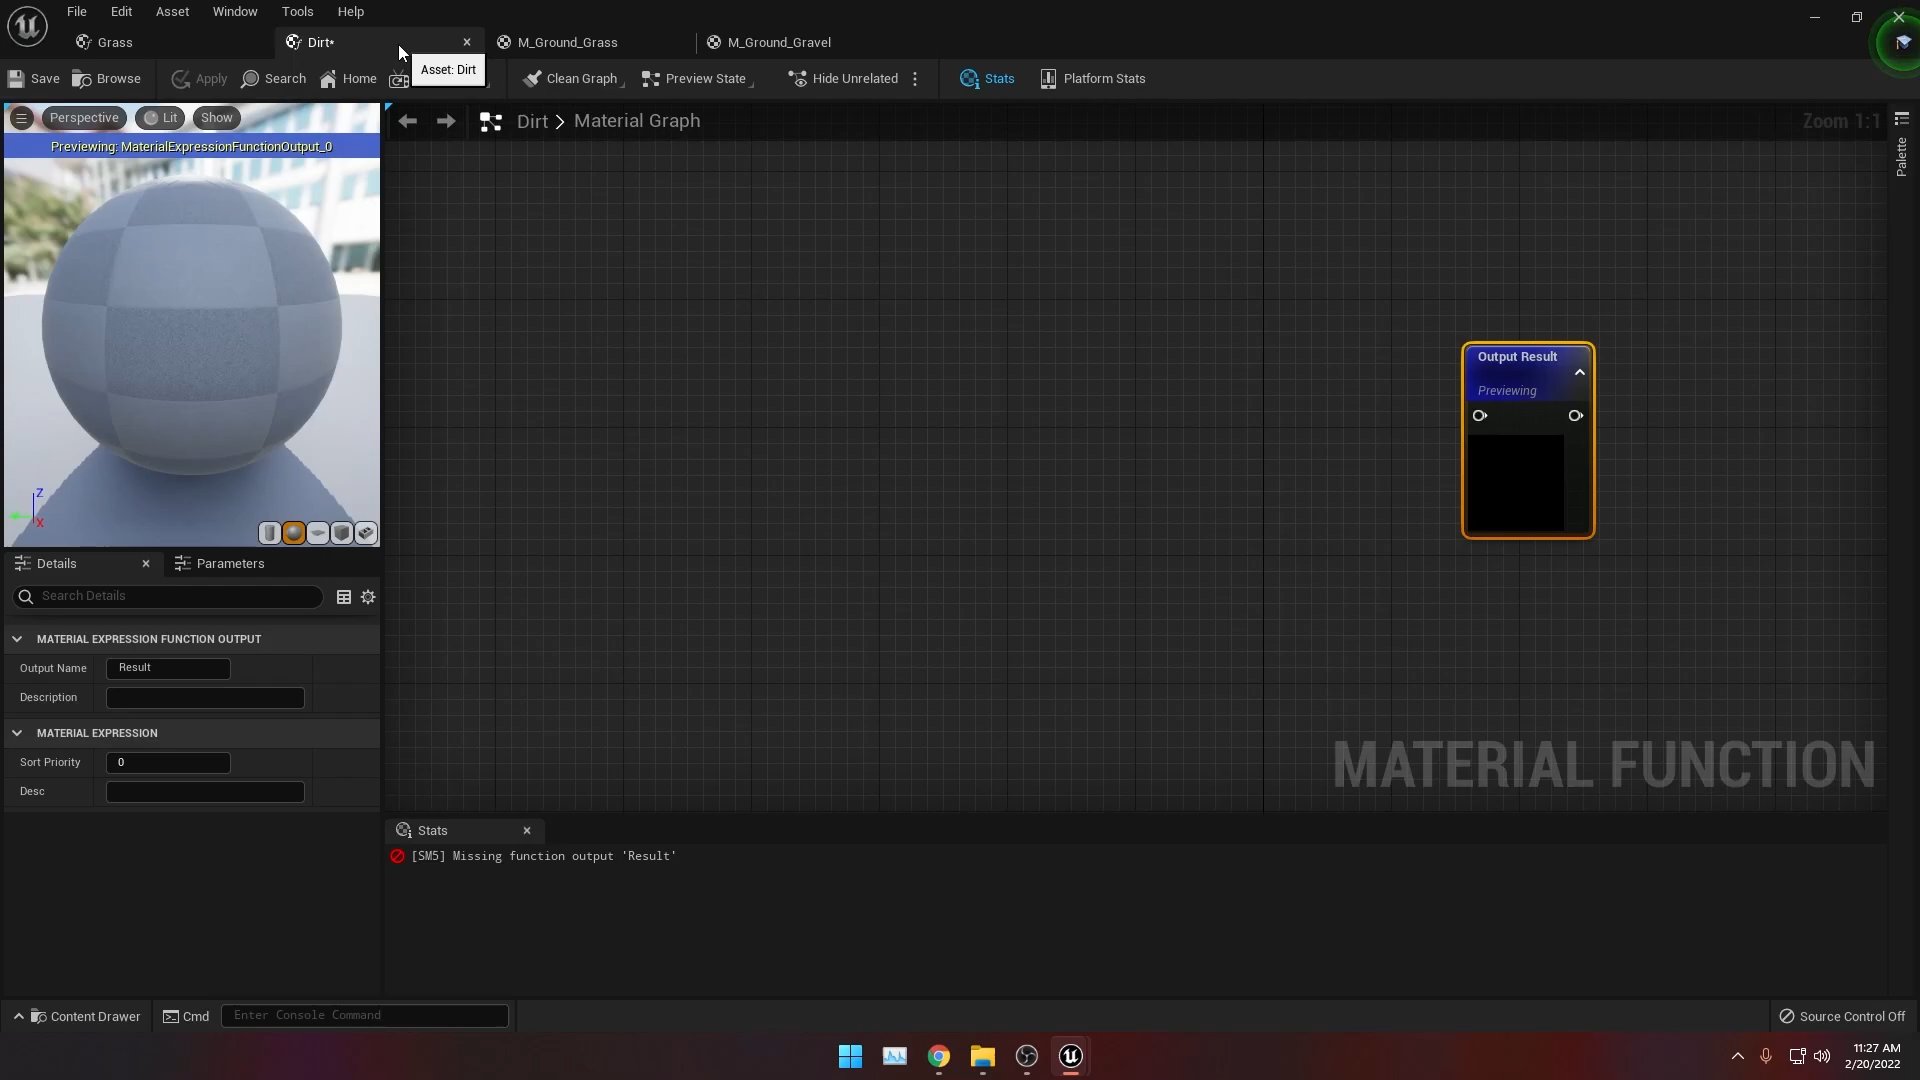 File Edit Asset Window Tools Help
Grass Dirt* M_Ground_Grass M_Ground_Gravel
Asset: Dirt
Save Browse Apply Search Home Clean Graph Preview State Hide Unrelated Stats Platform Stats
Perspective Lit Show
Dirt > Material Graph
Zoom 1:1
Palette
Previewing: MaterialExpressionFunctionOutput_0
Z
X
Output Result
Previewing
MATERIAL FUNCTION
Details Parameters
Search Details
MATERIAL EXPRESSION FUNCTION OUTPUT
Output Name Result
Description
MATERIAL EXPRESSION
Sort Priority 0
Desc
Stats
[SM5] Missing function output 'Result'
Content Drawer Cmd Enter Console Command Source Control Off
11:27 AM
2/20/2022